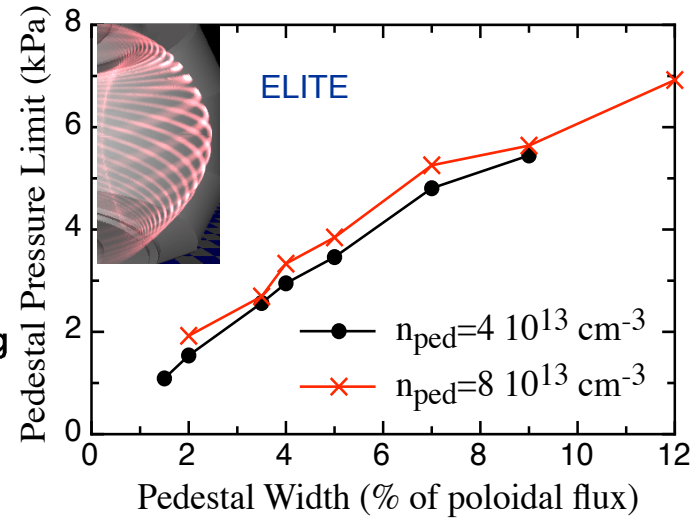 8
6
4
2
0
Pedestal Pressure Limit (kPa)
ELITE
n_ped=4 10^13 cm^-3
n_ped=8 10^13 cm^-3
g
0 2 4 6 8 10 12
Pedestal Width (% of poloidal flux)